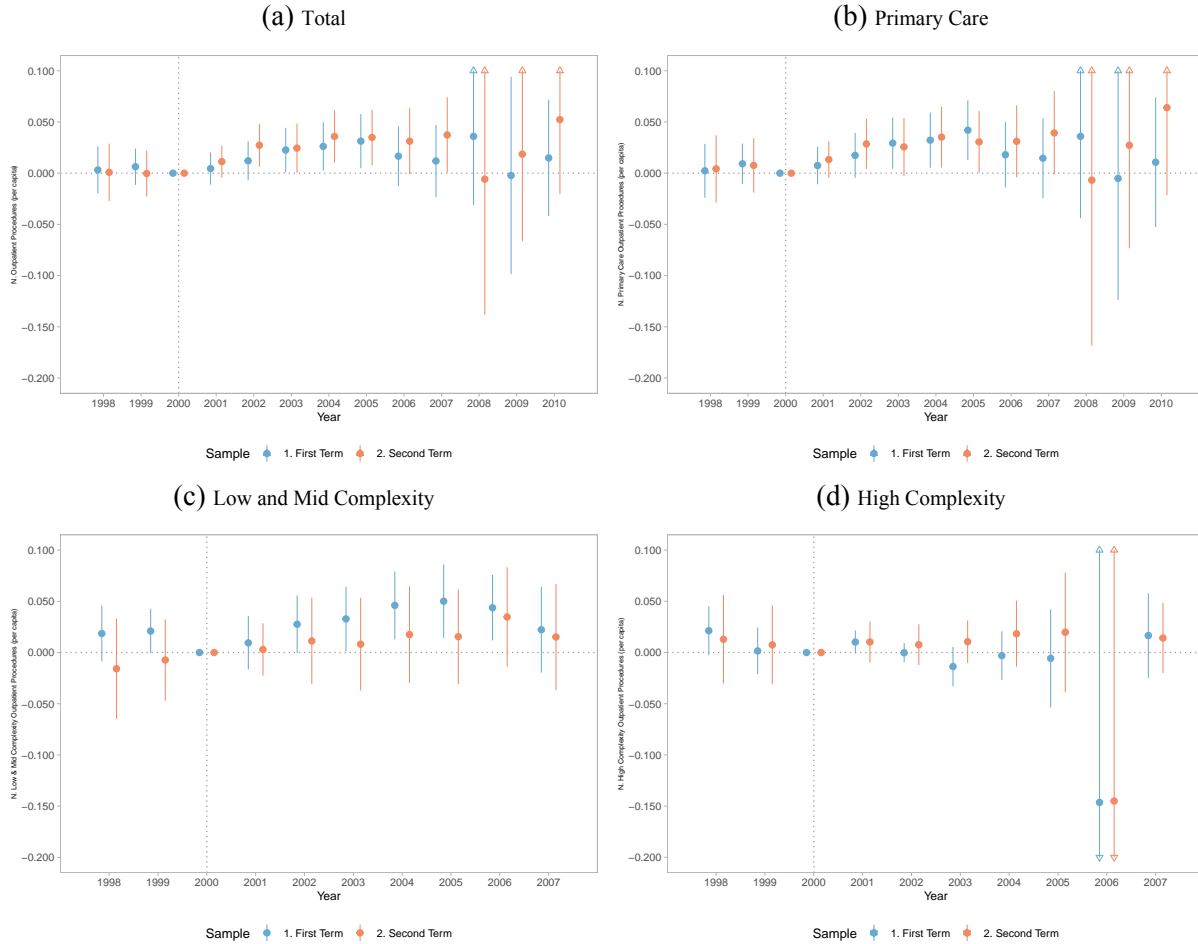 (a) Total
N. Outpatient Procedures (per capita)
0.100
0.050
0.000
−0.050
−0.100
−0.150
−0.200
1998 1999 2000 2001 2002 2003 2004 2005 2006 2007 2008 2009 2010
Year
Sample 1. First Term 2. Second Term
(b) Primary Care
N. Primary Care Outpatient Procedures (per capita)
0.100
0.050
0.000
−0.050
−0.100
−0.150
−0.200
1998 1999 2000 2001 2002 2003 2004 2005 2006 2007 2008 2009 2010
Year
Sample 1. First Term 2. Second Term
(c) Low and Mid Complexity
N. Low & Mid Complexity Outpatient Procedures (per capita)
0.100
0.050
0.000
−0.050
−0.100
−0.150
−0.200
1998 1999 2000 2001 2002 2003 2004 2005 2006 2007
Year
Sample 1. First Term 2. Second Term
(d) High Complexity
N. High Complexity Outpatient Procedures (per capita)
0.100
0.050
0.000
−0.050
−0.100
−0.150
−0.200
1998 1999 2000 2001 2002 2003 2004 2005 2006 2007
Year
Sample 1. First Term 2. Second Term